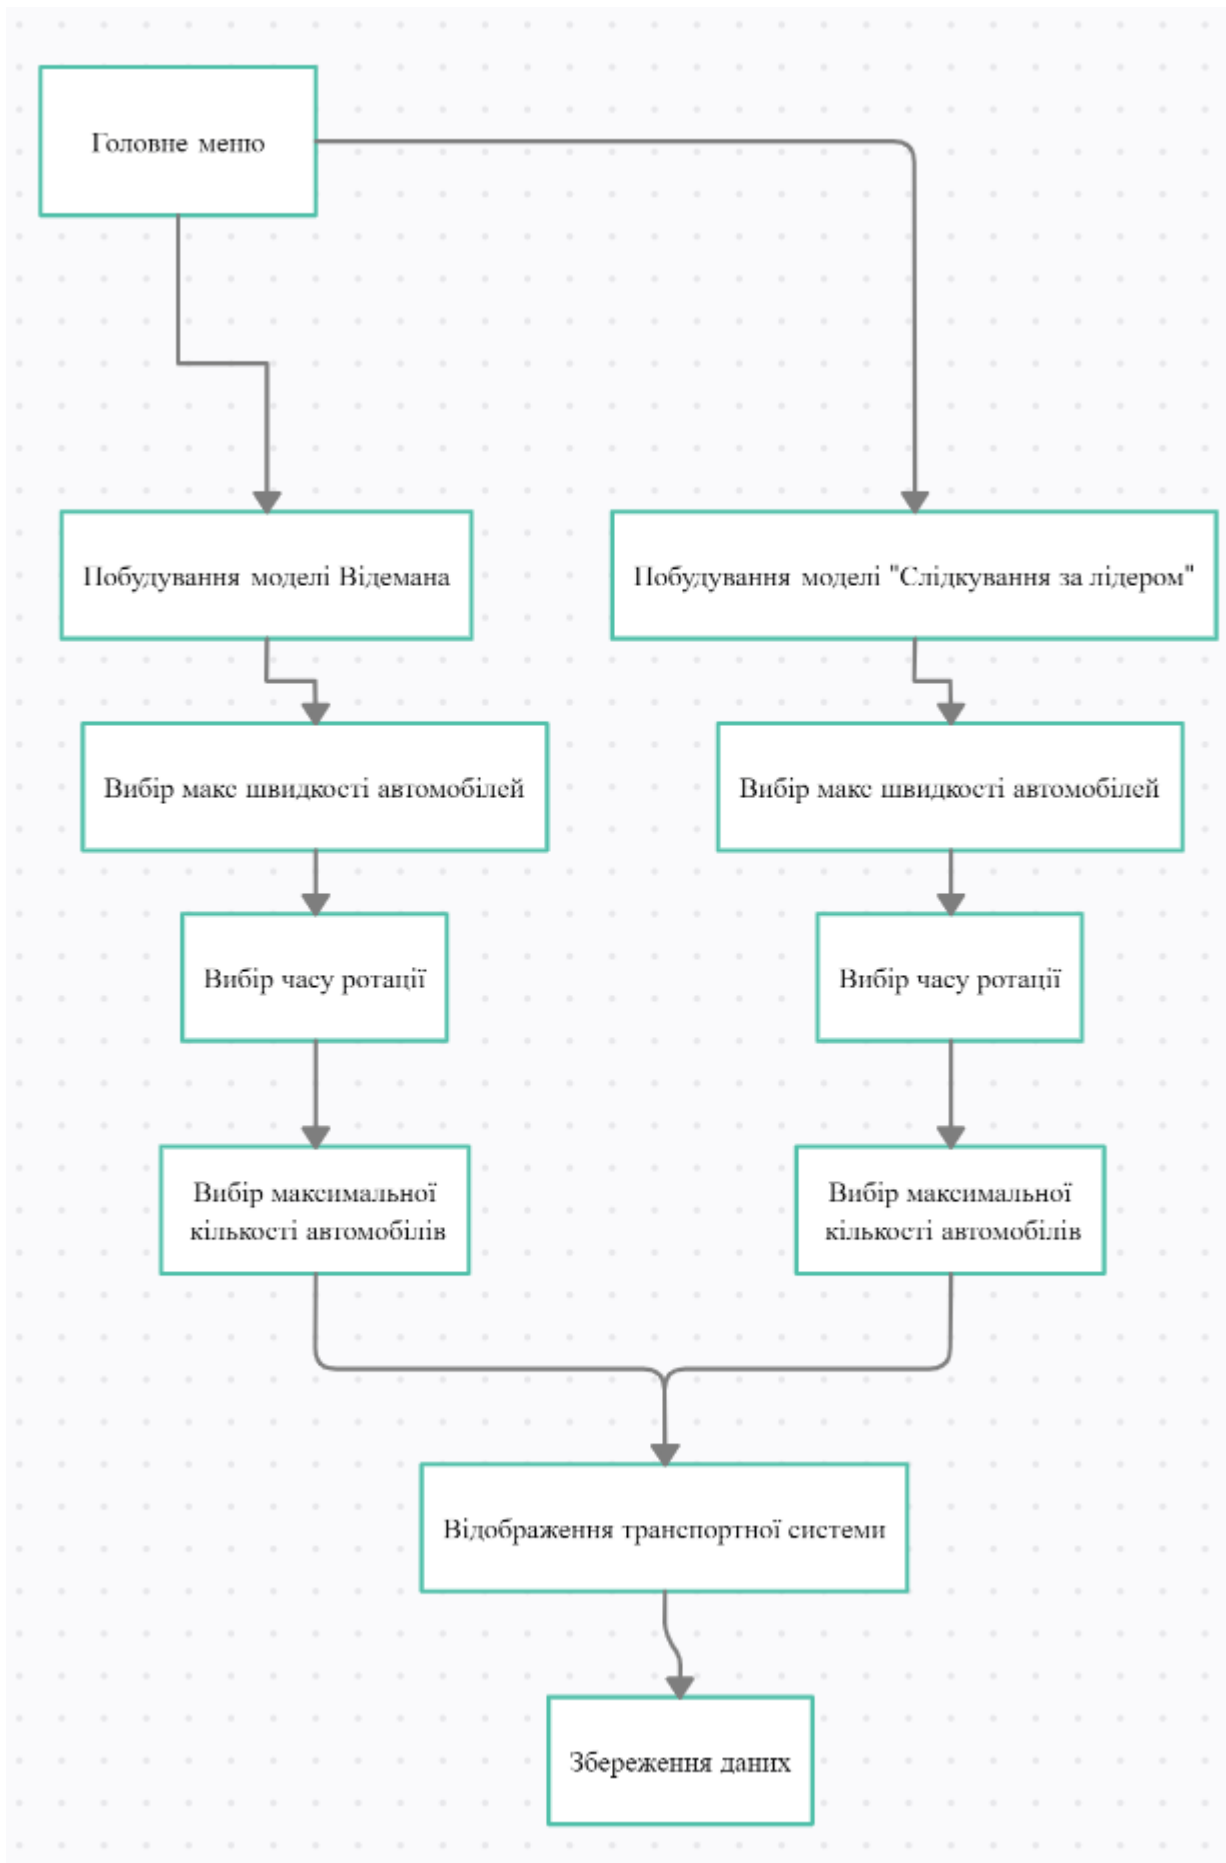 Головне меню
Побудування моделі Відемана
Побудування моделі "Слідкування за лідером"
Вибір макс швидкості автомобілей
Вибір макс швидкості автомобілей
Вибір часу ротації
Вибір часу ротації
Вибір максимальної
кількості автомобілів
Вибір максимальної
кількості автомобілів
Відображення транспортної системи
Збереження даних